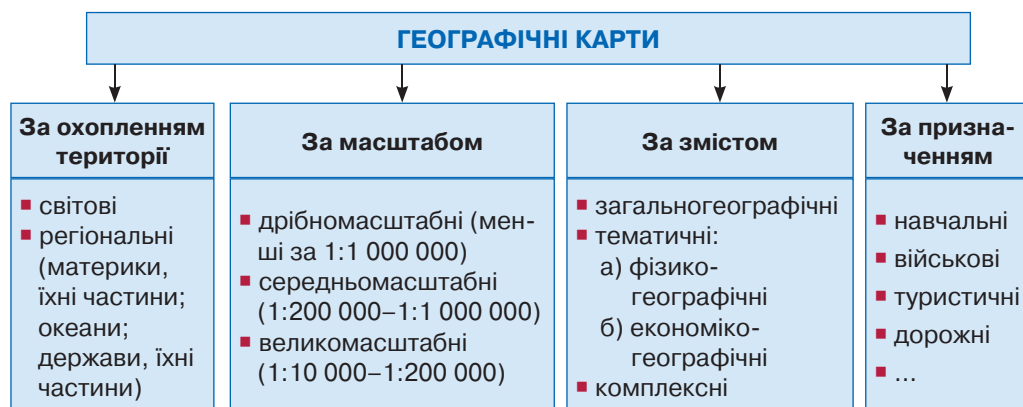 ГЕОГРАФІЧНІ КАРТИ
За охопленням
території
світові
регіональні
(материки,
їхні частини;
океани;
держави, їхні
частини)
За масштабом
дрібномасштабні (мен-
ші за 1:1 000 000)
середньомасштабні
(1:200 000–1:1 000 000)
великомасштабні
(1:10 000–1:200 000)
За змістом
загальногеографічні
тематичні:
а) фізико-
географічні
б) економіко-
географічні
комплексні
За призна-
ченням
навчальні
військові
туристичні
дорожні
...